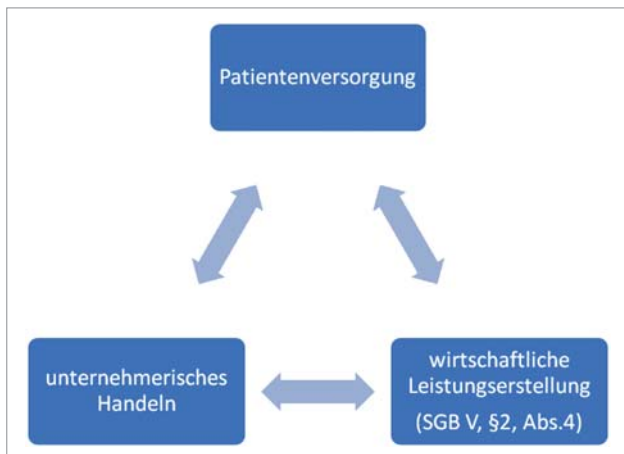 Patientenversorgung
unternehmerisches
Handeln
wirtschaftliche
Leistungserstellung
(SGB V, §2, Abs.4)